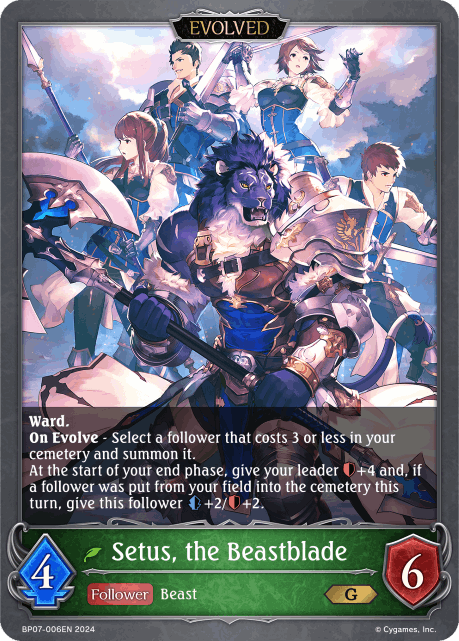 EVOLVED
Ward.
On Evolve - Select a follower that costs 3 or less in your
cemetery and summon it.
At the start of your end phase, give your leader +4 and, if
a follower was put from your field into the cemetery this
turn, give this follower +2/+2.
Setus, the Beastblade
4
6
Follower Beast
G
BP07-006EN 2024
© Cygames, Inc.